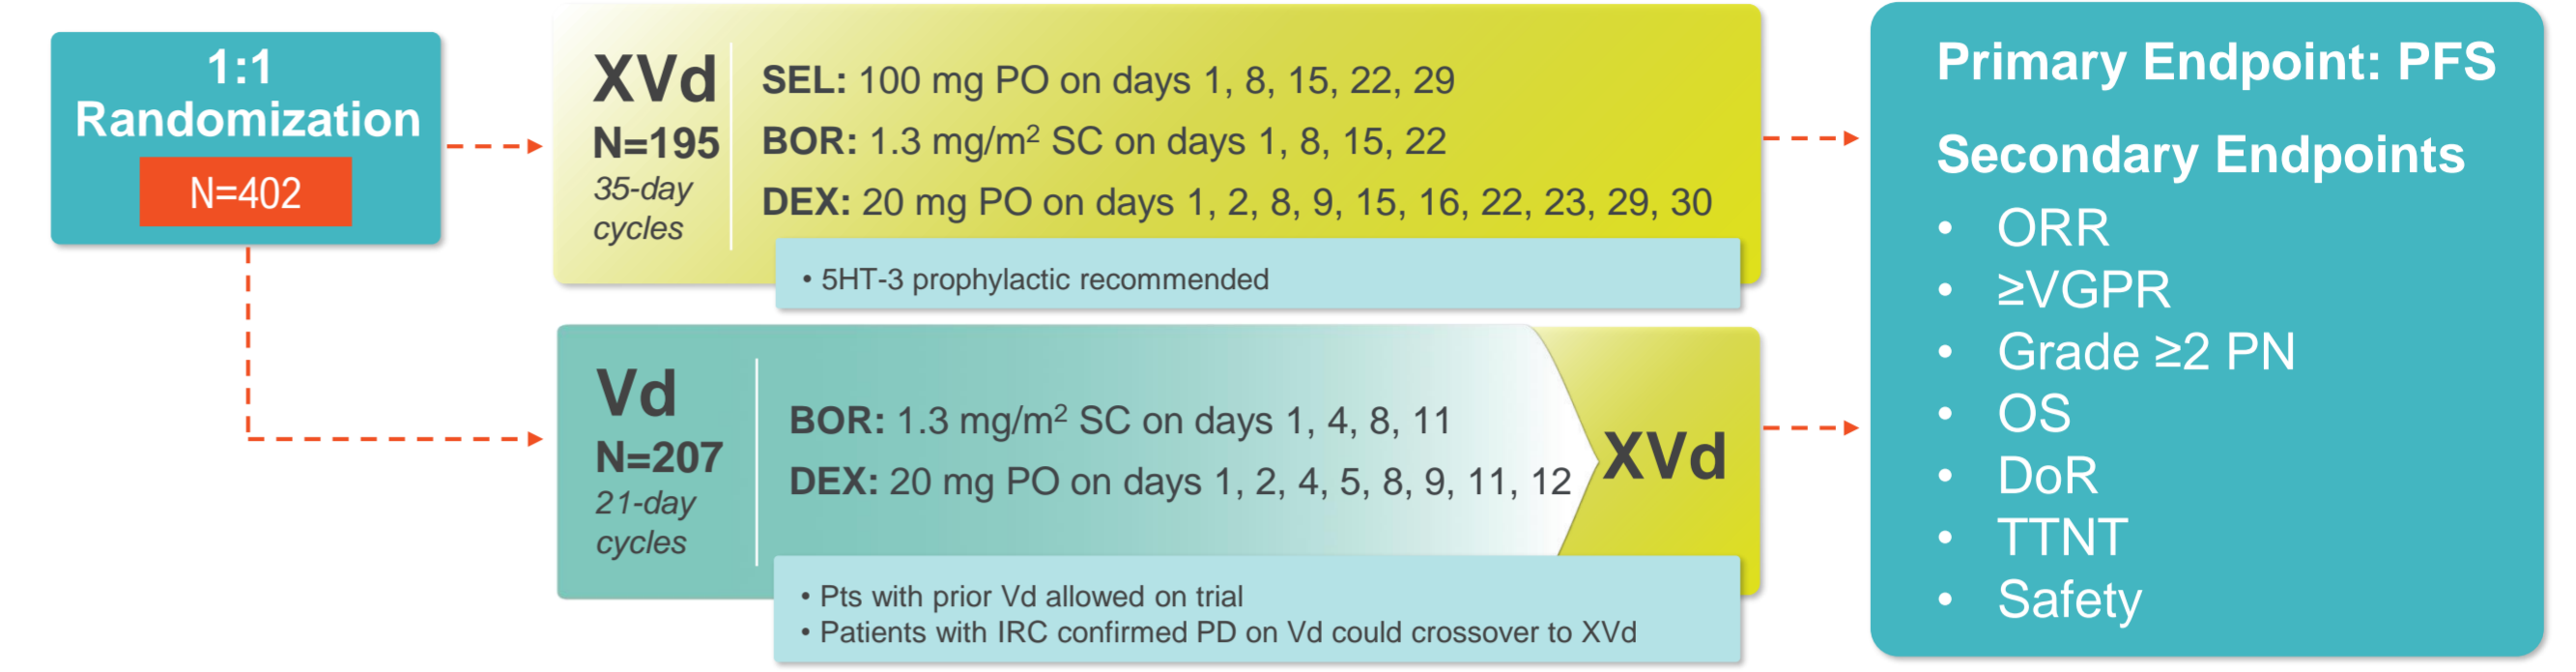 1:1
Randomization
N=402
XVd
N=195
35-day
cycles
SEL: 100 mg PO on days 1, 8, 15, 22, 29
BOR: 1.3 mg/m² SC on days 1, 8, 15, 22
DEX: 20 mg PO on days 1, 2, 8, 9, 15, 16, 22, 23, 29, 30
• 5HT-3 prophylactic recommended
Vd
N=207
21-day
cycles
BOR: 1.3 mg/m² SC on days 1, 4, 8, 11
DEX: 20 mg PO on days 1, 2, 4, 5, 8, 9, 11, 12
XVd
• Pts with prior Vd allowed on trial
• Patients with IRC confirmed PD on Vd could crossover to XVd
Primary Endpoint: PFS
Secondary Endpoints
• ORR
• ≥VGPR
• Grade ≥2 PN
• OS
• DoR
• TTNT
• Safety